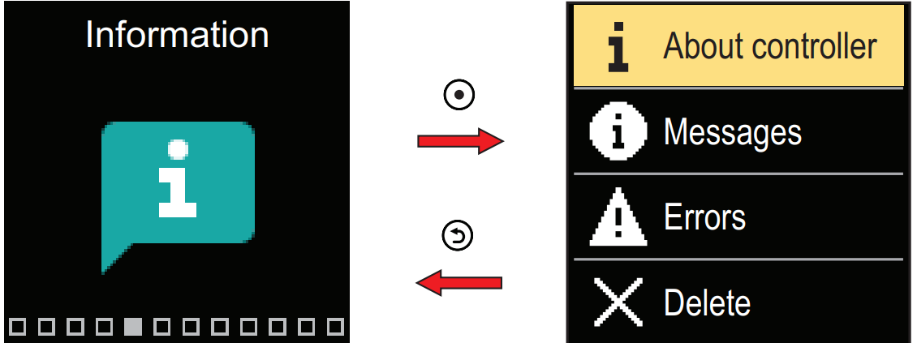 Information
About controller
Messages
Errors
Delete